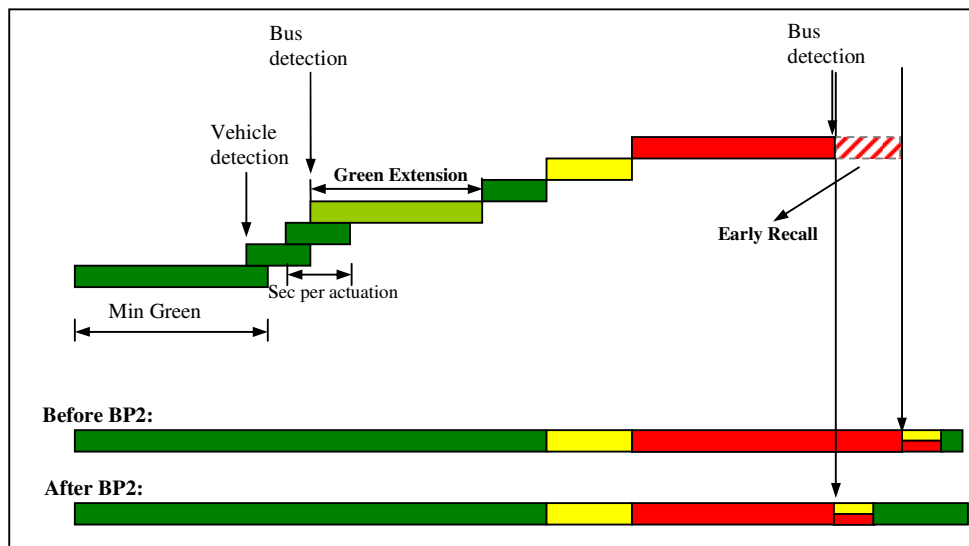 Bus
detection
Bus
detection
Vehicle
detection
Green Extension
Early Recall
Sec per actuation
Min Green
Before BP2:
After BP2: